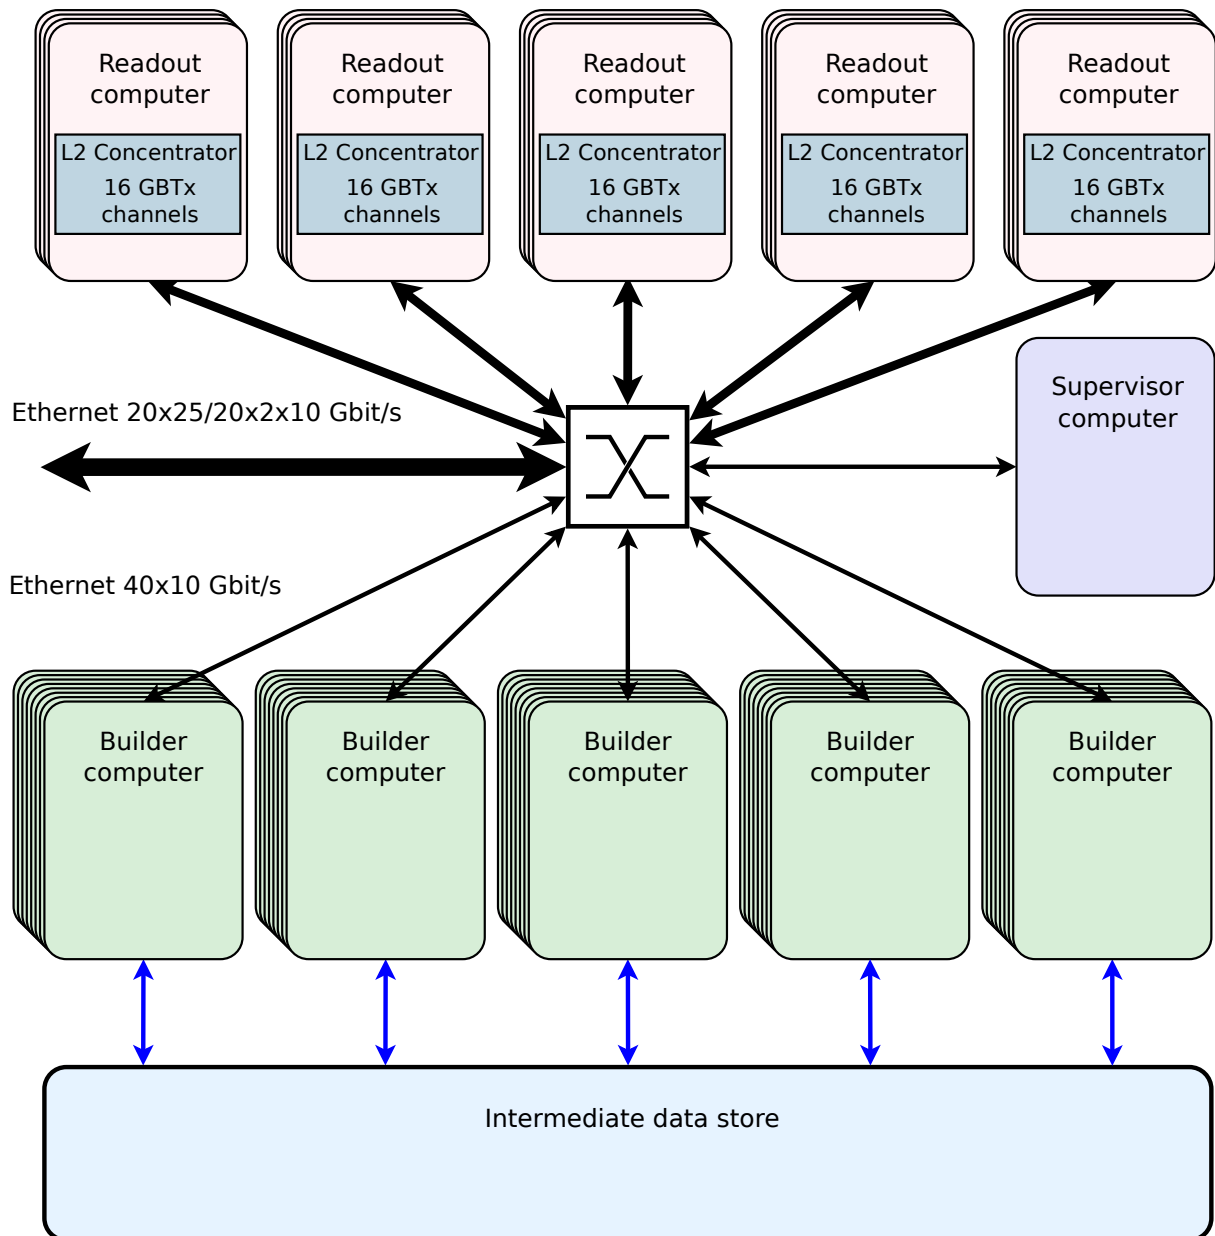 Readout
computer
L2 Concentrator
16 GBTx
channels
Readout
computer
L2 Concentrator
16 GBTx
channels
Readout
computer
L2 Concentrator
16 GBTx
channels
Readout
computer
L2 Concentrator
16 GBTx
channels
Readout
computer
L2 Concentrator
16 GBTx
channels
Ethernet 20x25/20x2x10 Gbit/s
Supervisor
computer
Ethernet 40x10 Gbit/s
Builder
computer
Builder
computer
Builder
computer
Builder
computer
Builder
computer
Intermediate data store